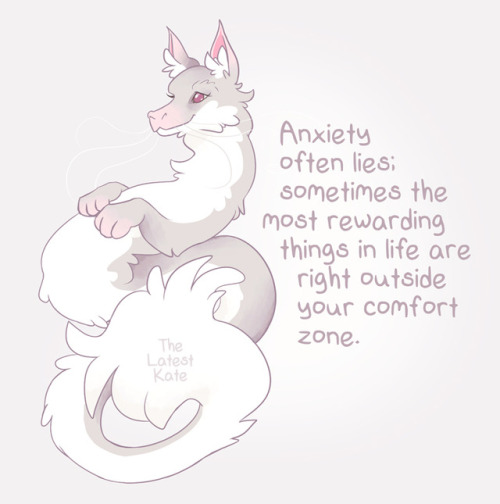 Anxiety
often lies;
sometimes the
most rewarding
things in life are
right outside
your comfort
zone.
The
Latest
Kate